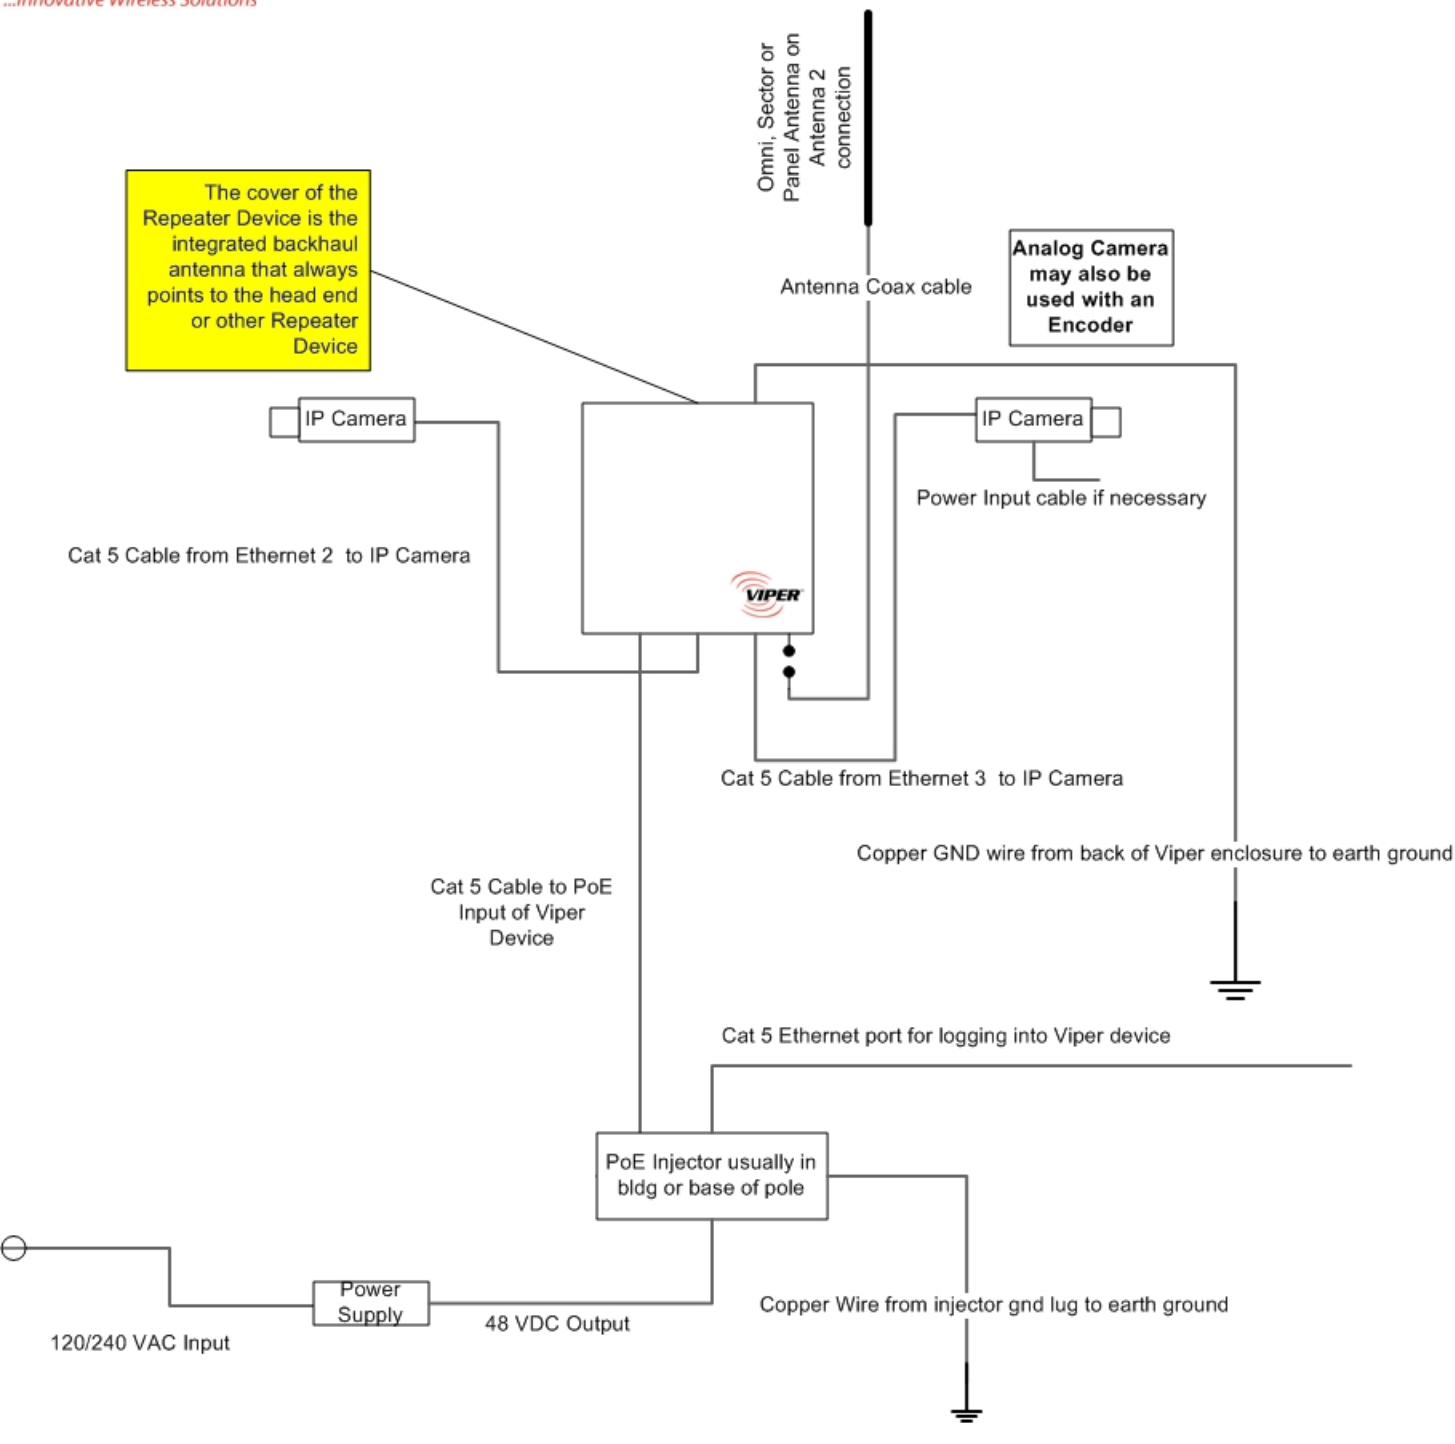 ...Innovative Wireless Solutions
Omni, Sector or
Panel Antenna on
Antenna 2
connection
The cover of the
Repeater Device is the
integrated backhaul
antenna that always
points to the head end
or other Repeater
Device
Analog Camera
may also be
used with an
Encoder
Antenna Coax cable
IP Camera
IP Camera
Power Input cable if necessary
Cat 5 Cable from Ethernet 2  to IP Camera
VIPER
Cat 5 Cable from Ethernet 3  to IP Camera
Copper GND wire from back of Viper enclosure to earth ground
Cat 5 Cable to PoE
Input of Viper
Device
Cat 5 Ethernet port for logging into Viper device
PoE Injector usually in
bldg or base of pole
Power
Supply
48 VDC Output
120/240 VAC Input
Copper Wire from injector gnd lug to earth ground